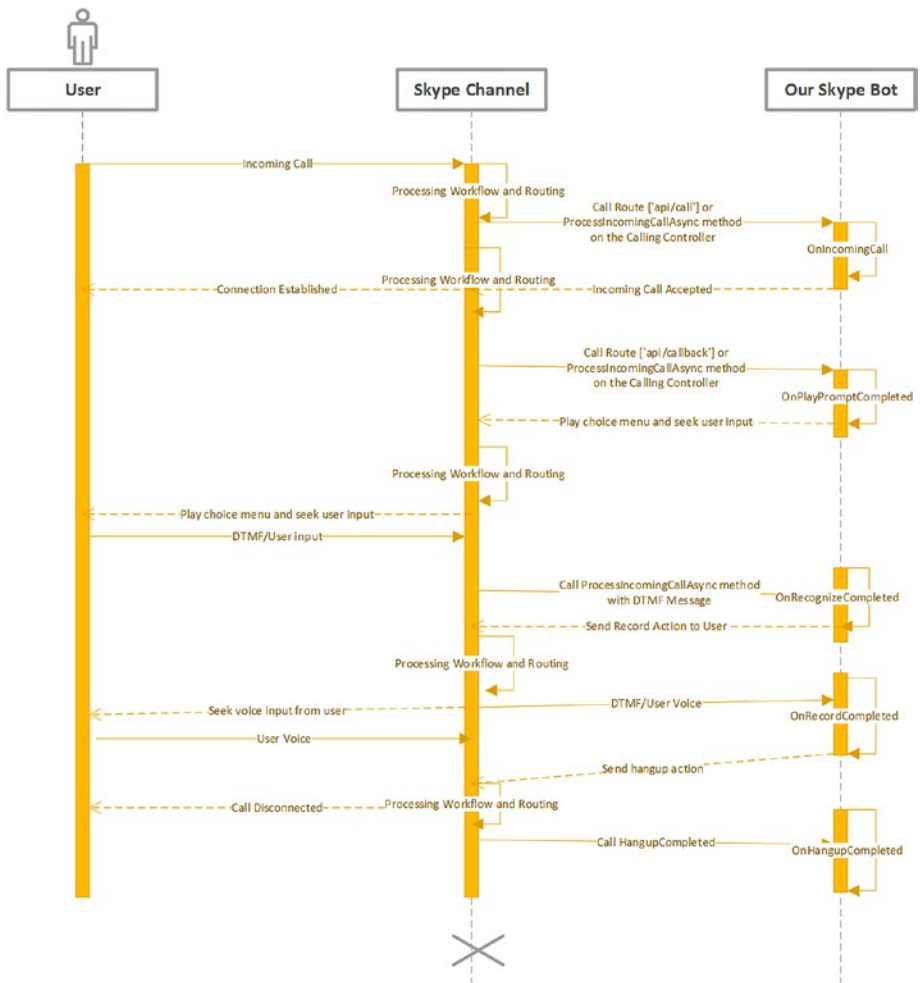 User
Skype Channel
Our Skype Bot
Incoming Call
Processing Workflow and Routing
Call Route ['api/call'] or
ProcessIncomingCallAsync method
on the Calling Controller
OnIncomingCall
Processing Workflow and Routing
Connection Established
Incoming Call Accepted
Call Route ['api/callback'] or
ProcessIncomingCallAsync method
on the Calling Controller
OnPlayPromptCompleted
Play choice menu and seek user input
Processing Workflow and Routing
Play choice menu and seek user input
DTMF/User input
Call ProcessIncomingCallAsync method
with DTMF Message
OnRecognizeCompleted
Send Record Action to User
Processing Workflow and Routing
Seek voice input from user
DTMF/User Voice
OnRecordCompleted
User Voice
Send hangup action
Call Disconnected
Processing Workflow and Routing
Call HangupCompleted
OnHangupCompleted